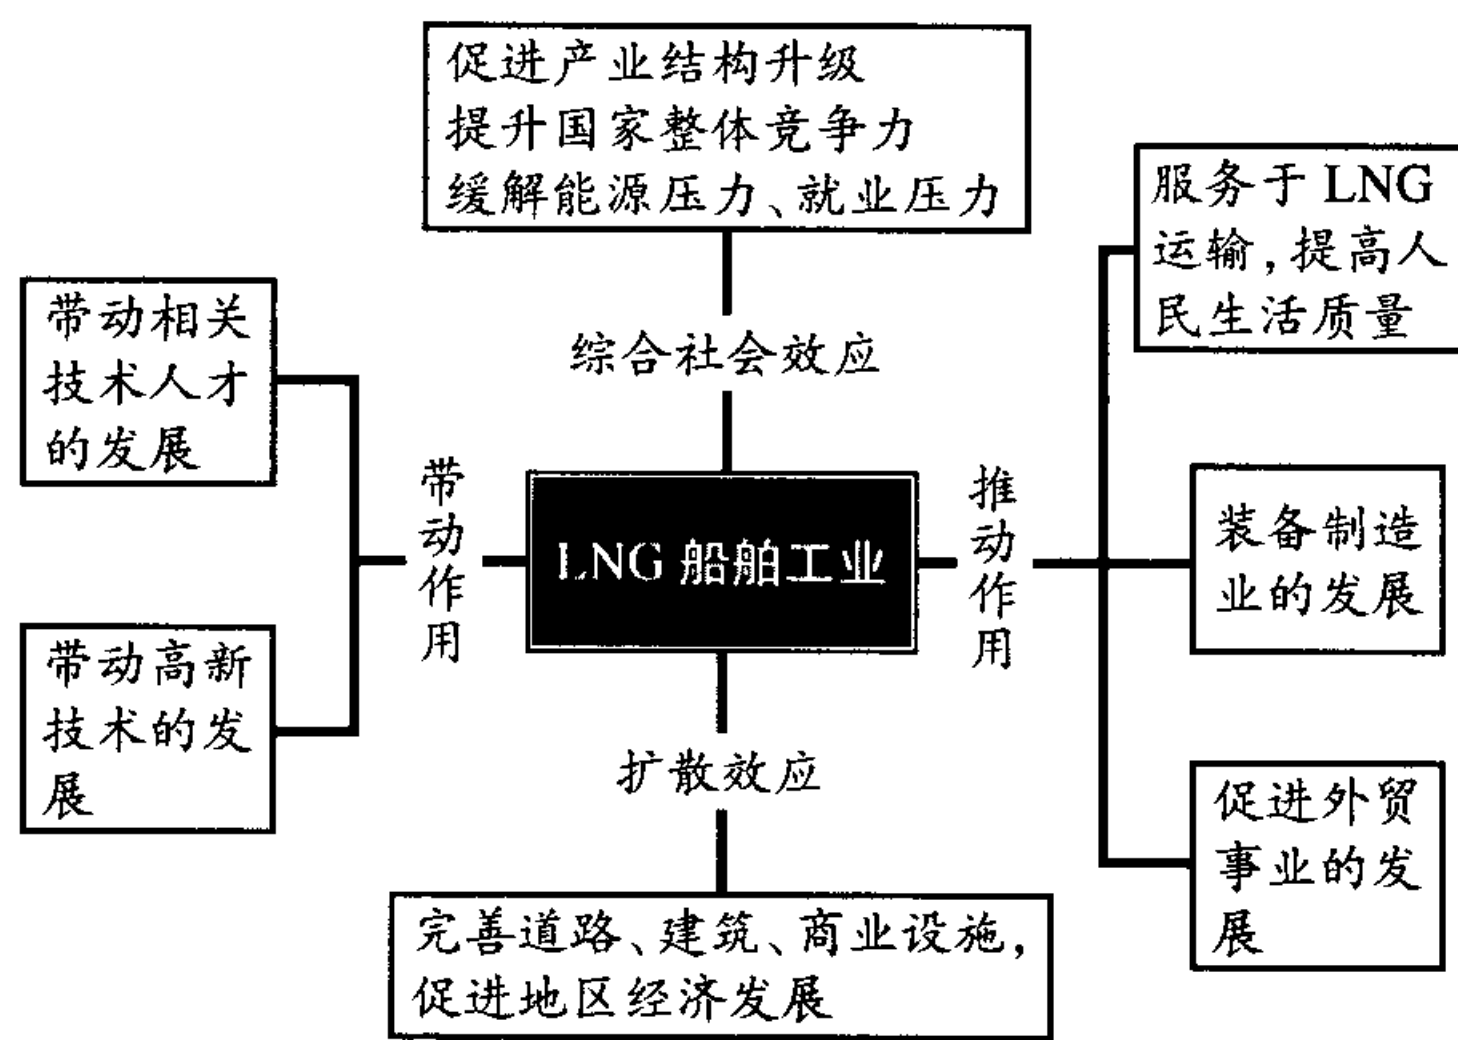 促进产业结构升级
提升国家整体竞争力
缓解能源压力、就业压力
综合社会效应
带动相关
技术人才
的发展
带动高新
技术的发
展
带动作用
LNG 船舶工业
推动作用
服务于 LNG
运输,提高人
民生活质量
装备制造
业的发展
促进外贸
事业的发
展
扩散效应
完善道路、建筑、商业设施,
促进地区经济发展